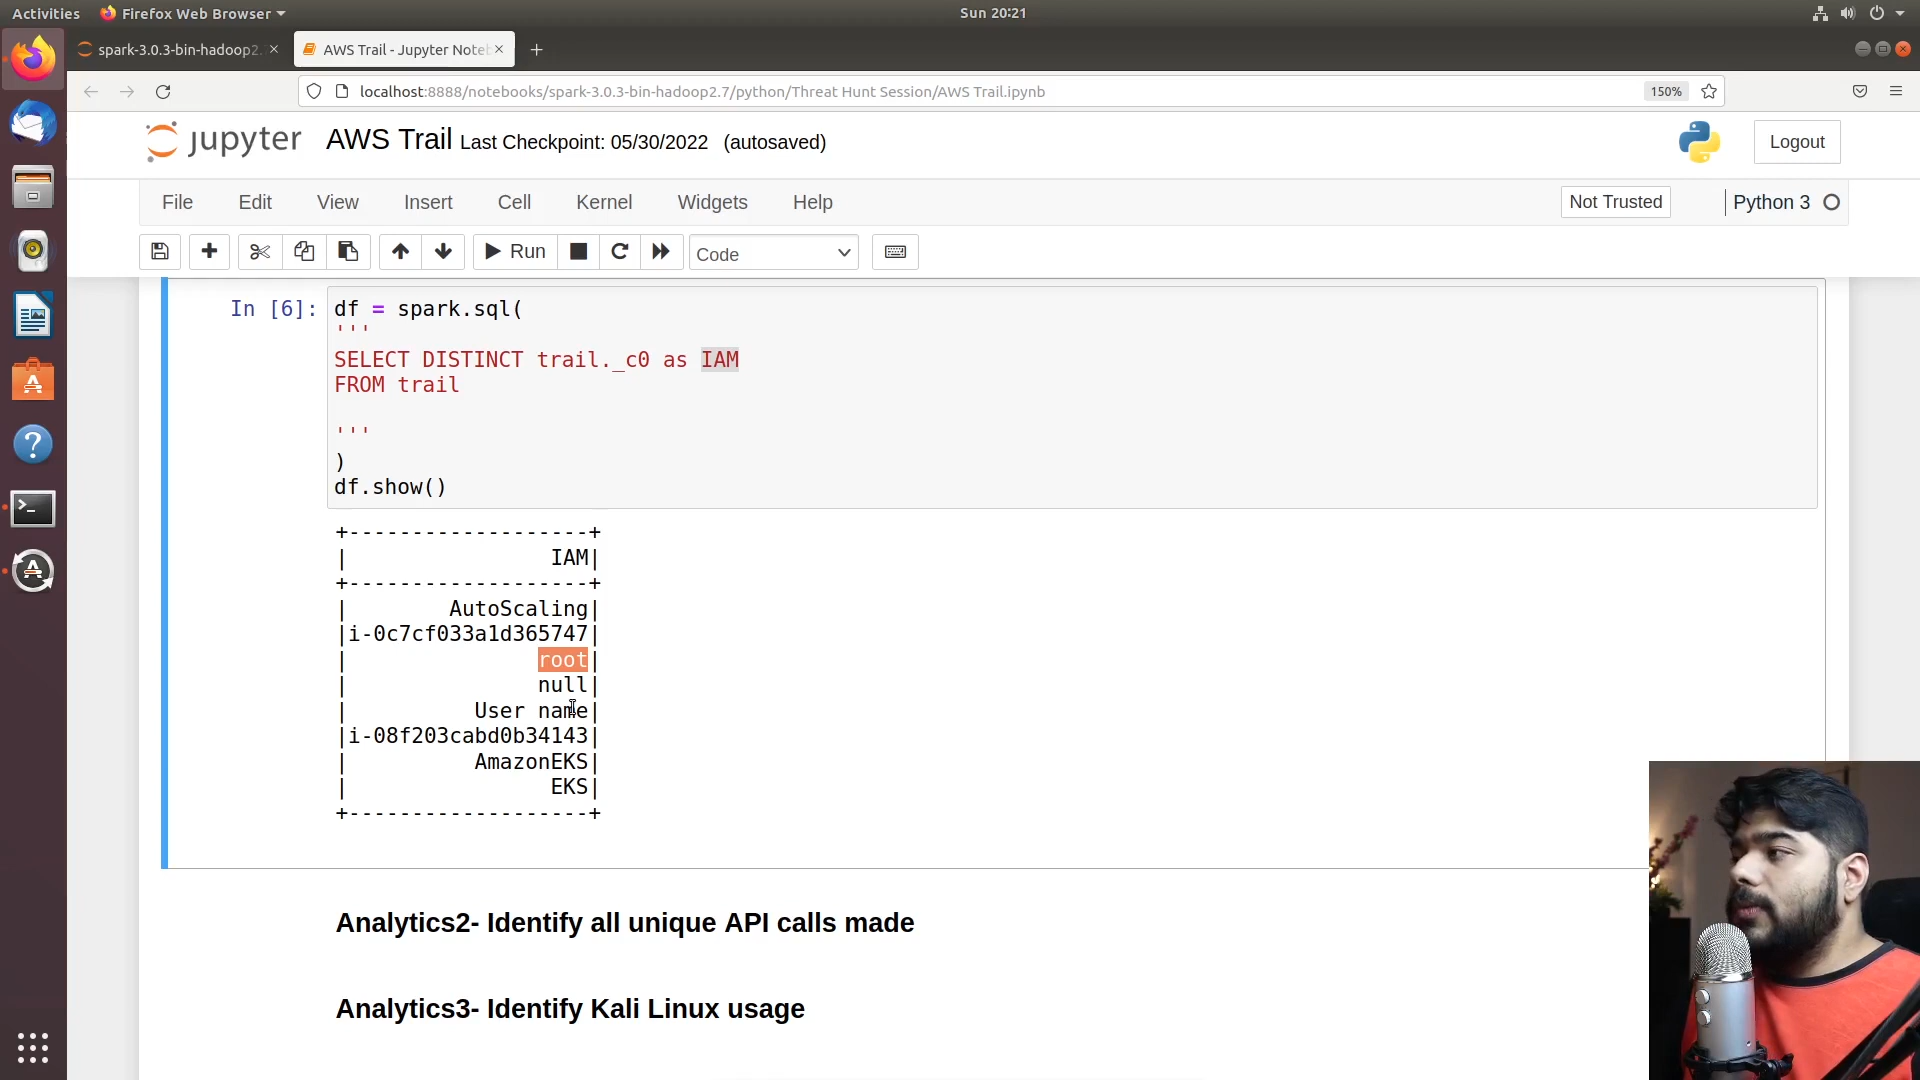 Activities Firefox Web Browser Sun 20:21
spark-3.0.3-bin-hadoop2. AWS Trail - Jupyter Note
localhost:8888/notebooks/spark-3.0.3-bin-hadoop2.7/python/Threat Hunt Session/AWS Trail.ipynb 150%
jupyter AWS Trail Last Checkpoint: 05/30/2022 (autosaved) Logout
File Edit View Insert Cell Kernel Widgets Help Not Trusted Python 3
Run Code
In [6]: df = spark.sql(
'''
SELECT DISTINCT trail._c0 as IAM
FROM trail
'''
)
df.show()
+-------------------+
| IAM|
+-------------------+
| AutoScaling|
|i-0c7cf033a1d365747|
| root|
| null|
| User name|
|i-08f203cabd0b34143|
| AmazonEKS|
| EKS|
+-------------------+
Analytics2- Identify all unique API calls made
Analytics3- Identify Kali Linux usage